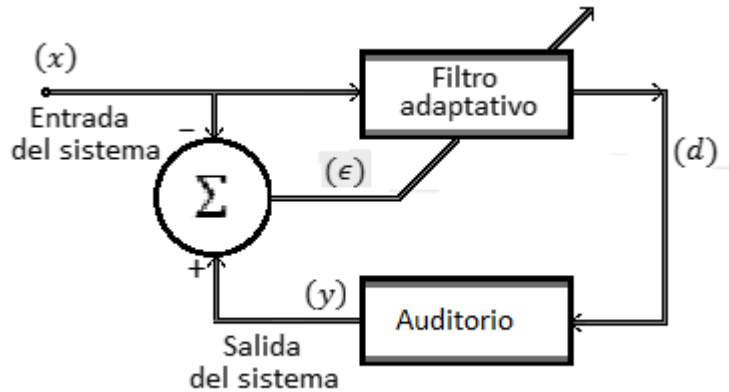 (x)
Entrada
del sistema
−
Σ
+
(ϵ)
Filtro
adaptativo
(d)
(y)
Auditorio
Salida
del sistema